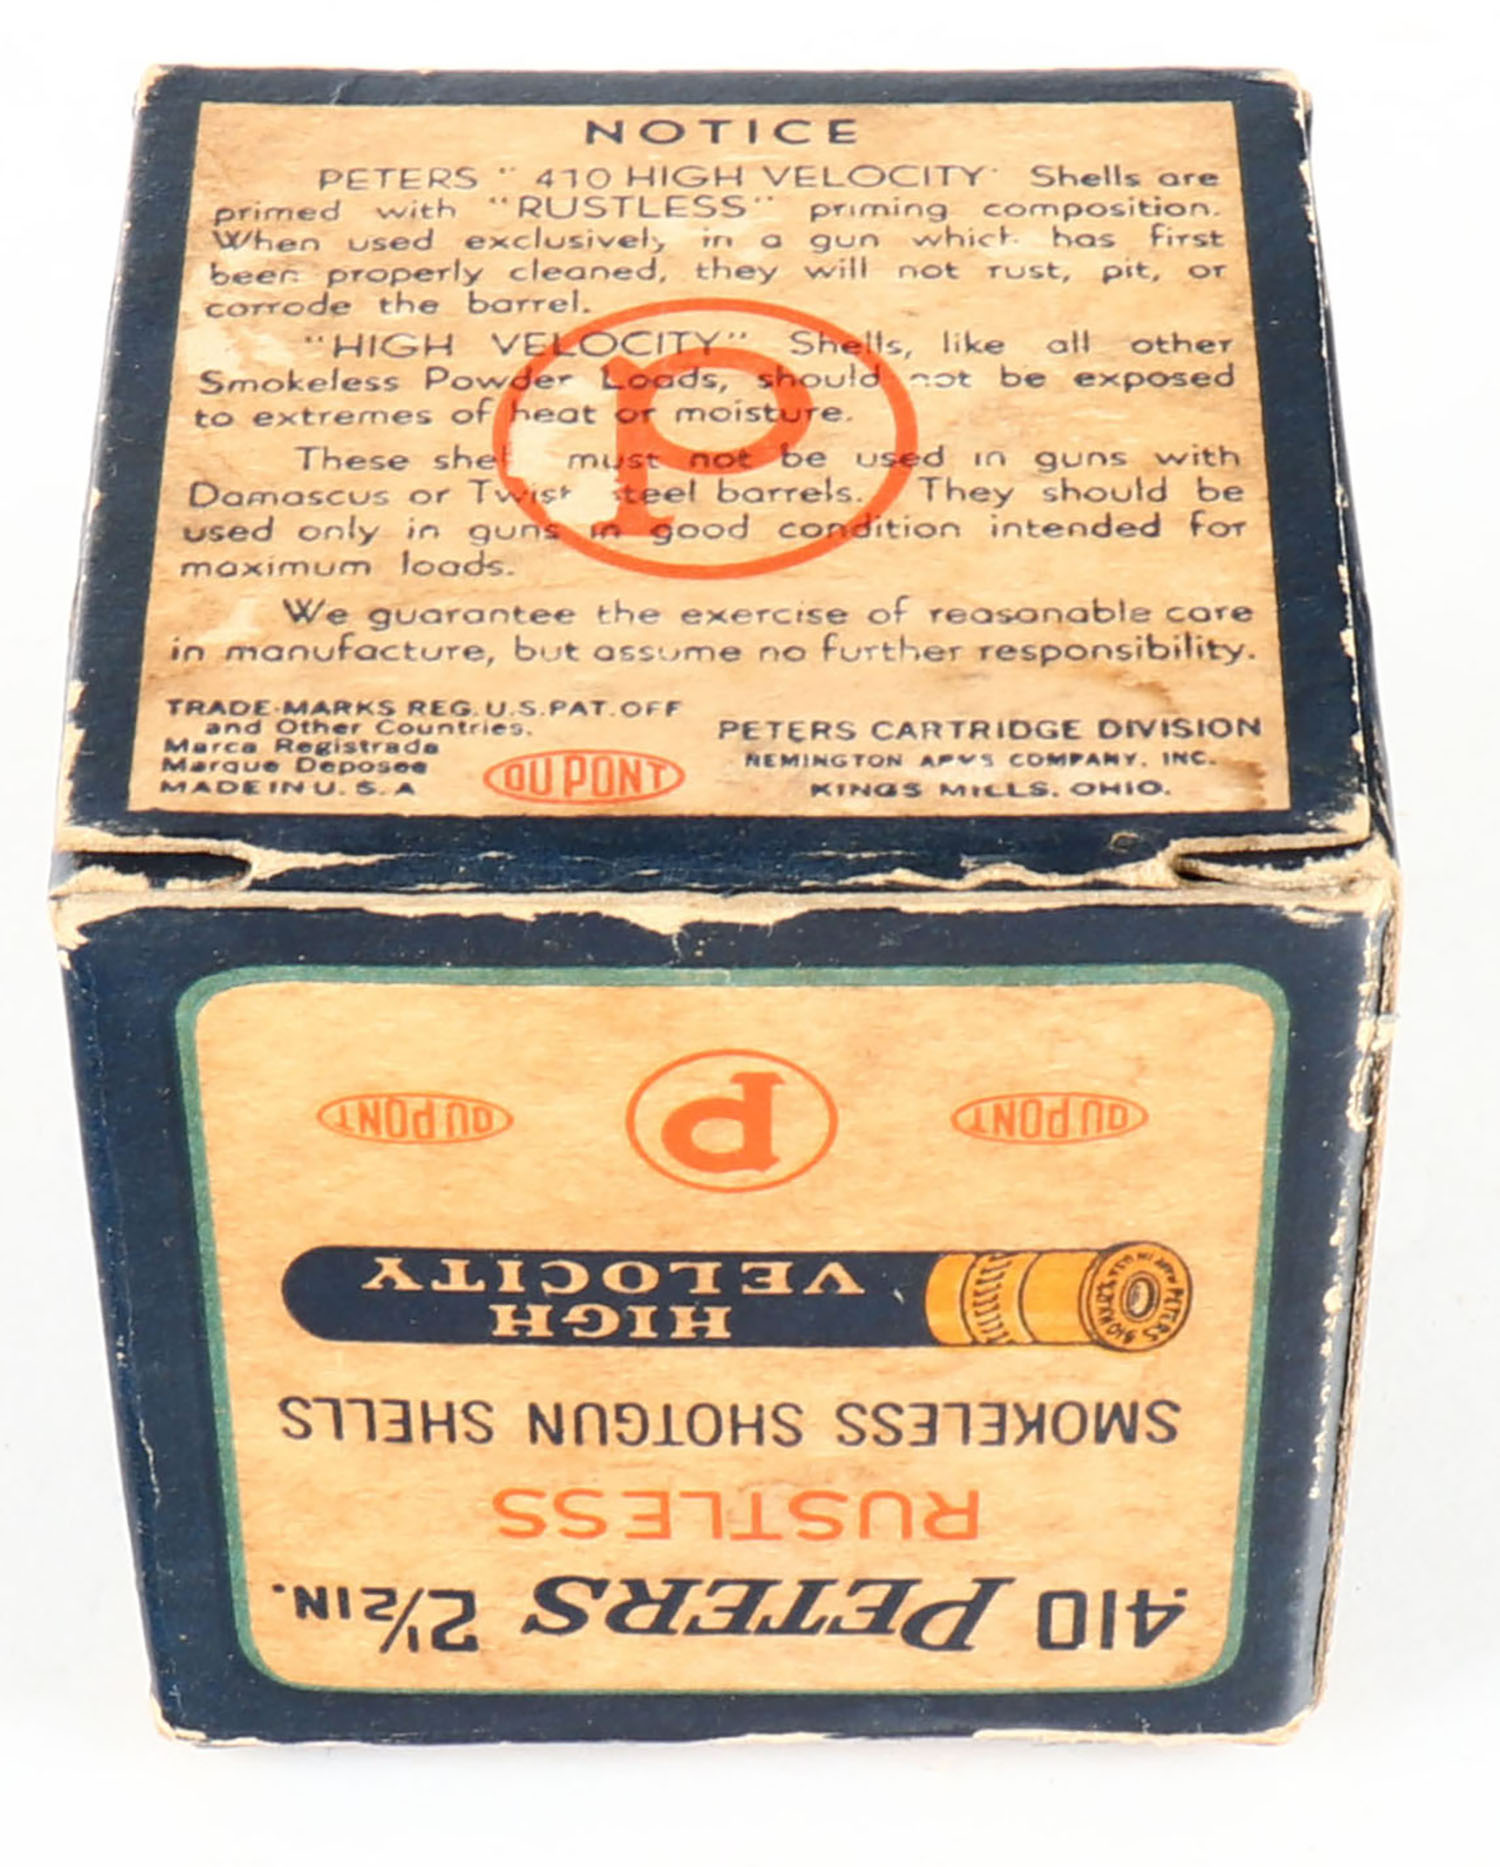 NOTICE
PETERS "410 HIGH VELOCITY" Shells are
primed with "RUSTLESS" priming composition.
When used exclusively in a gun which has first
been properly cleaned, they will not rust, pit, or
corrode the barrel.
"HIGH VELOCITY" Shells, like all other
Smokeless Powder Loads, should not be exposed
to extremes of heat or moisture.
These shel must not be used in guns with
Damascus or Twist teel barrels. They should be
used only in guns in good condition intended for
maximum loads.
We guarantee the exercise of reasonable care
in manufacture, but assume no further responsibility.
P
TRADE-MARKS REG. U.S. PAT. OFF
and Other Countries.
Marca Registrada
Marque Deposee
MADE IN U. S. A
DU PONT
PETERS CARTRIDGE DIVISION
REMINGTON ARMS COMPANY, INC.
KINGS MILLS, OHIO.
.410 PETERS 2½ IN.
RUSTLESS
SMOKELESS SHOTGUN SHELLS
HIGH
VELOCITY
PETERS
DU PONT P DU PONT